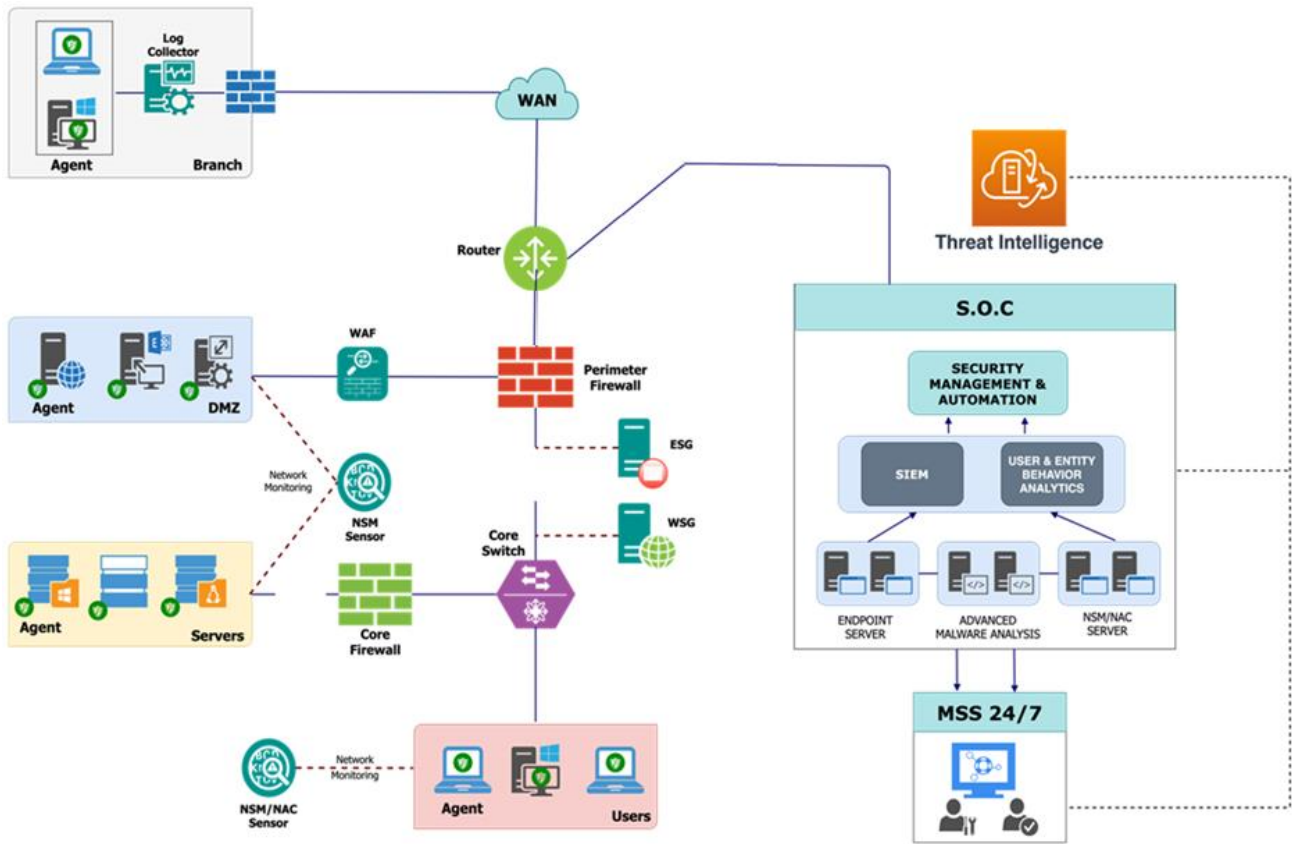 Log
Collector
Agent
Branch
WAN
Threat Intelligence
Router
S.O.C
SECURITY
MANAGEMENT &
AUTOMATION
SIEM
USER & ENTITY
BEHAVIOR
ANALYTICS
ENDPOINT
SERVER
ADVANCED
MALWARE ANALYSIS
NSM/NAC
SERVER
WAF
Perimeter
Firewall
Agent
DMZ
ESG
Network
Monitoring
NSM
Sensor
WSG
Core
Switch
Agent
Servers
Core
Firewall
MSS 24/7
Network
Monitoring
NSM/NAC
Sensor
Agent
Users